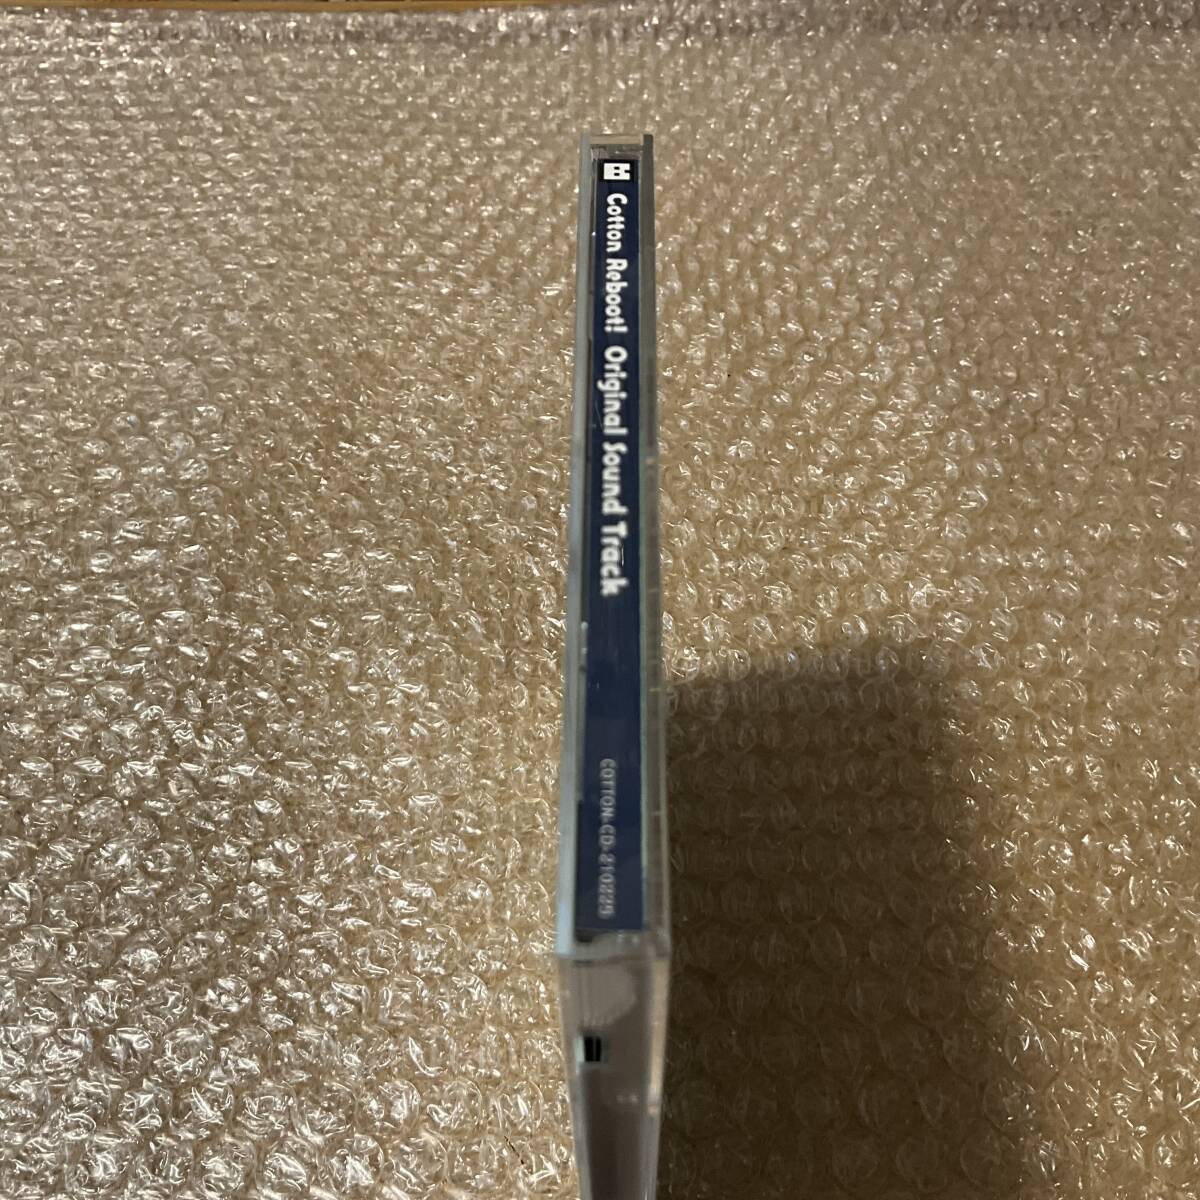 Cotton Reboot! Original Sound Track
COTTON-CD-210225